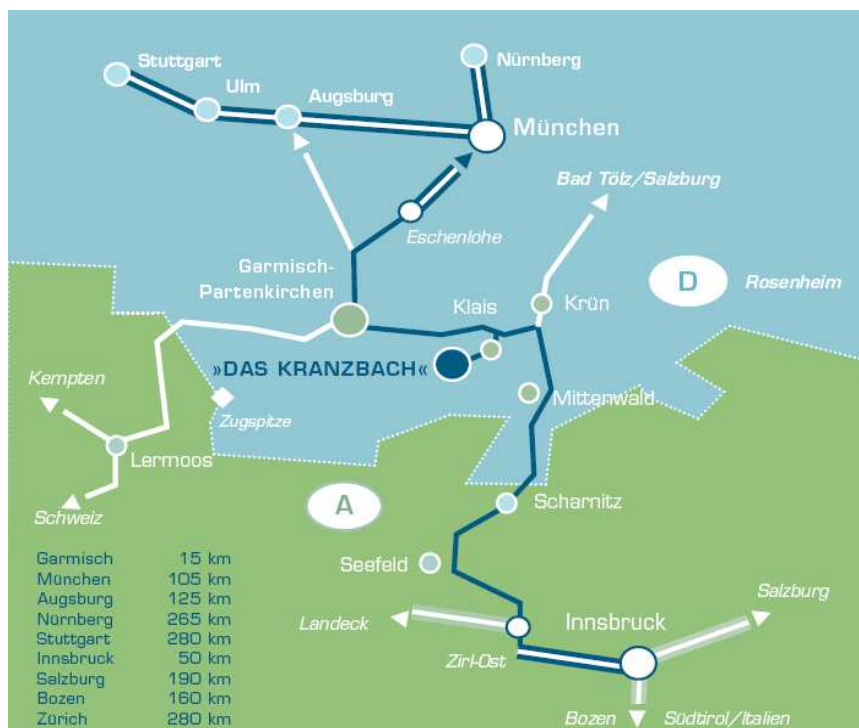 Stuttgart
Nürnberg
Ulm
Augsburg
München
Bad Tölz/Salzburg
Eschenlohe
Garmisch-
Partenkirchen
D
Rosenheim
Klais
Krün
»DAS KRANZBACH«
Kempten
Zugspitze
Mittenwald
Lermoos
A
Scharnitz
Schweiz
Seefeld
Garmisch 15 km
München 105 km
Augsburg 125 km
Nürnberg 265 km
Stuttgart 280 km
Innsbruck 50 km
Salzburg 190 km
Bozen 160 km
Zürich 280 km
Landeck
Innsbruck
Salzburg
Zirl-Ost
Bozen
Südtirol/Italien